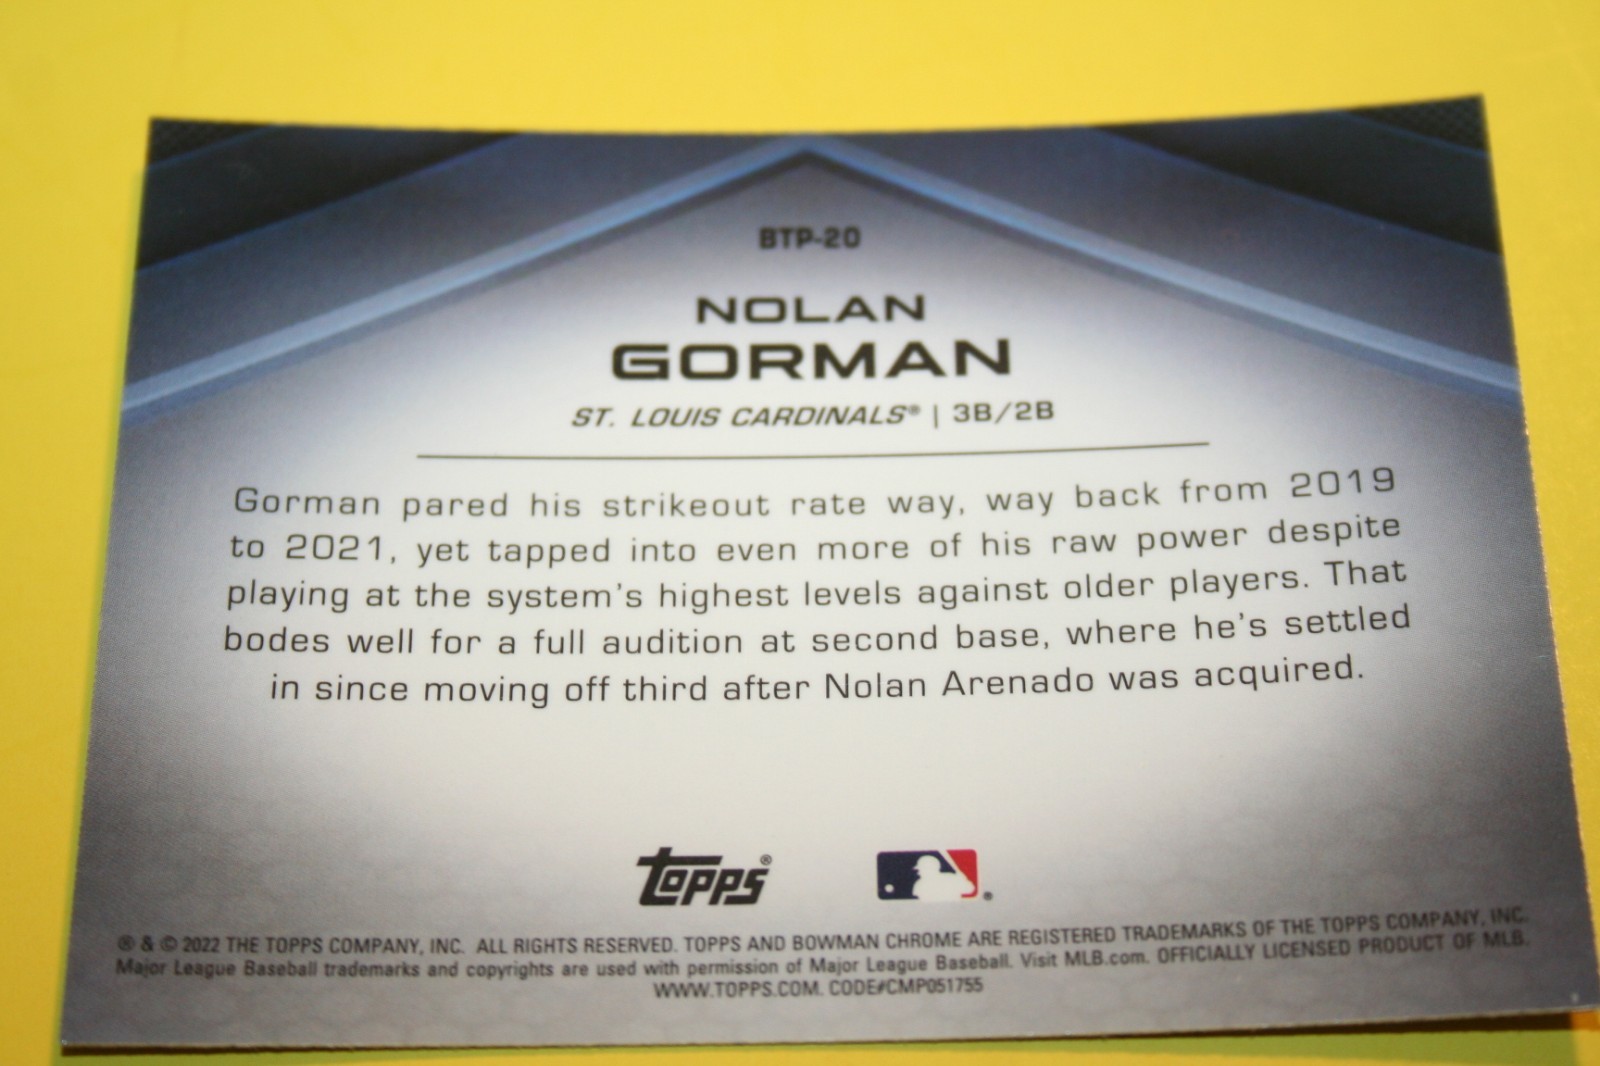 BTP-20
NOLAN
GORMAN
ST. LOUIS CARDINALS® | 3B/2B
Gorman pared his strikeout rate way, way back from 2019
to 2021, yet tapped into even more of his raw power despite
playing at the system's highest levels against older players. That
bodes well for a full audition at second base, where he's settled
in since moving off third after Nolan Arenado was acquired.
Topps®
® & © 2022 THE TOPPS COMPANY, INC. ALL RIGHTS RESERVED. TOPPS AND BOWMAN CHROME ARE REGISTERED TRADEMARKS OF THE TOPPS COMPANY, INC.
Major League Baseball trademarks and copyrights are used with permission of Major League Baseball. Visit MLB.com. OFFICIALLY LICENSED PRODUCT OF MLB.
WWW.TOPPS.COM. CODE#CMP051755